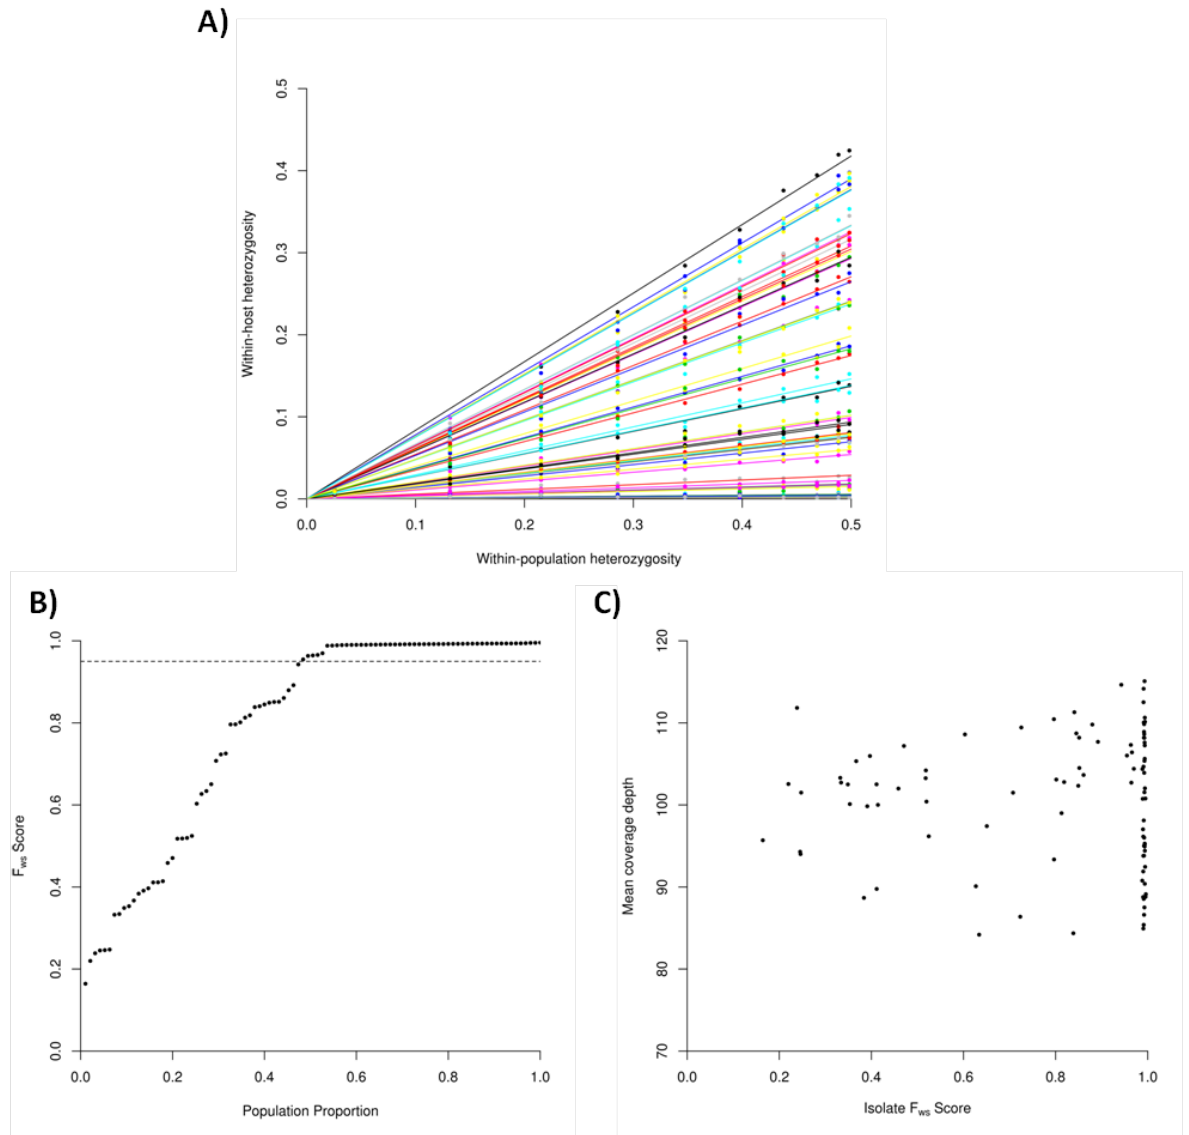 A)
0.5
0.4
0.3
0.2
0.1
0.0
Within-host heterozygosity
0.0 0.1 0.2 0.3 0.4 0.5
Within-population heterozygosity
B)
1.0
0.8
0.6
0.4
0.2
0.0
Fws Score
0.0 0.2 0.4 0.6 0.8 1.0
Population Proportion
C)
120
110
100
90
80
70
Mean coverage depth
0.0 0.2 0.4 0.6 0.8 1.0
Isolate Fws Score